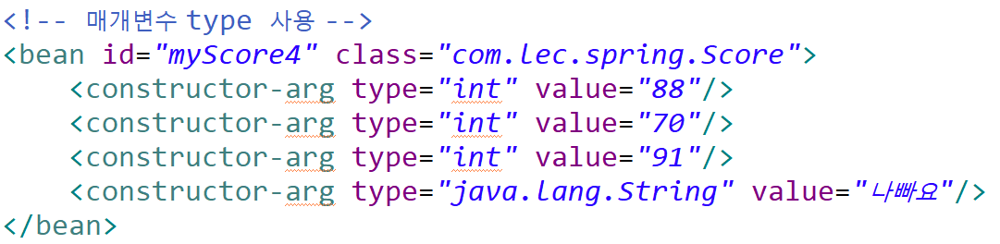 <!-- 매개변수 type 사용 -->
<bean id="myScore4" class="com.lec.spring.Score">
    <constructor-arg type="int" value="88"/>
    <constructor-arg type="int" value="70"/>
    <constructor-arg type="int" value="91"/>
    <constructor-arg type="java.lang.String" value="나빠요"/>
</bean>